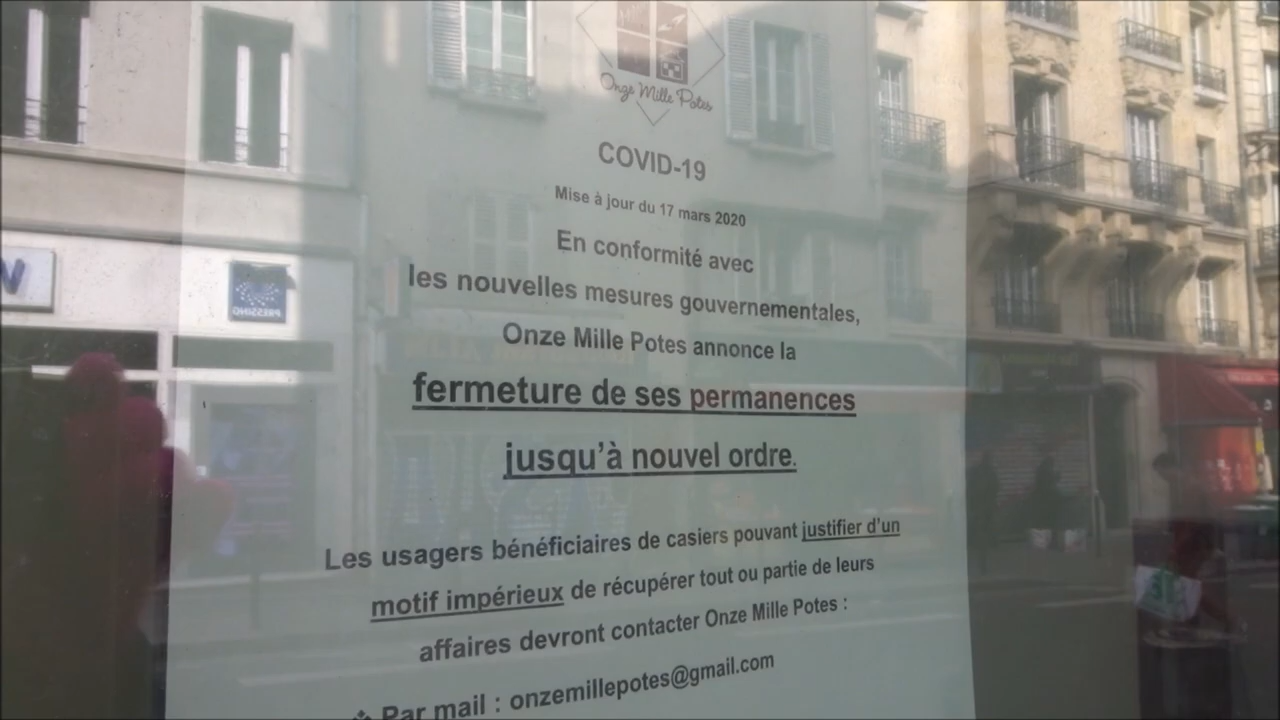 Onze Mille Potes
COVID-19
Mise à jour du 17 mars 2020
En conformité avec
les nouvelles mesures gouvernementales,
Onze Mille Potes annonce la
fermeture de ses permanences
jusqu'à nouvel ordre.
Les usagers bénéficiaires de casiers pouvant justifier d'un
motif impérieux de récupérer tout ou partie de leurs
affaires devront contacter Onze Mille Potes :
❖ Par mail : onzemillepotes@gmail.com
PRESSING